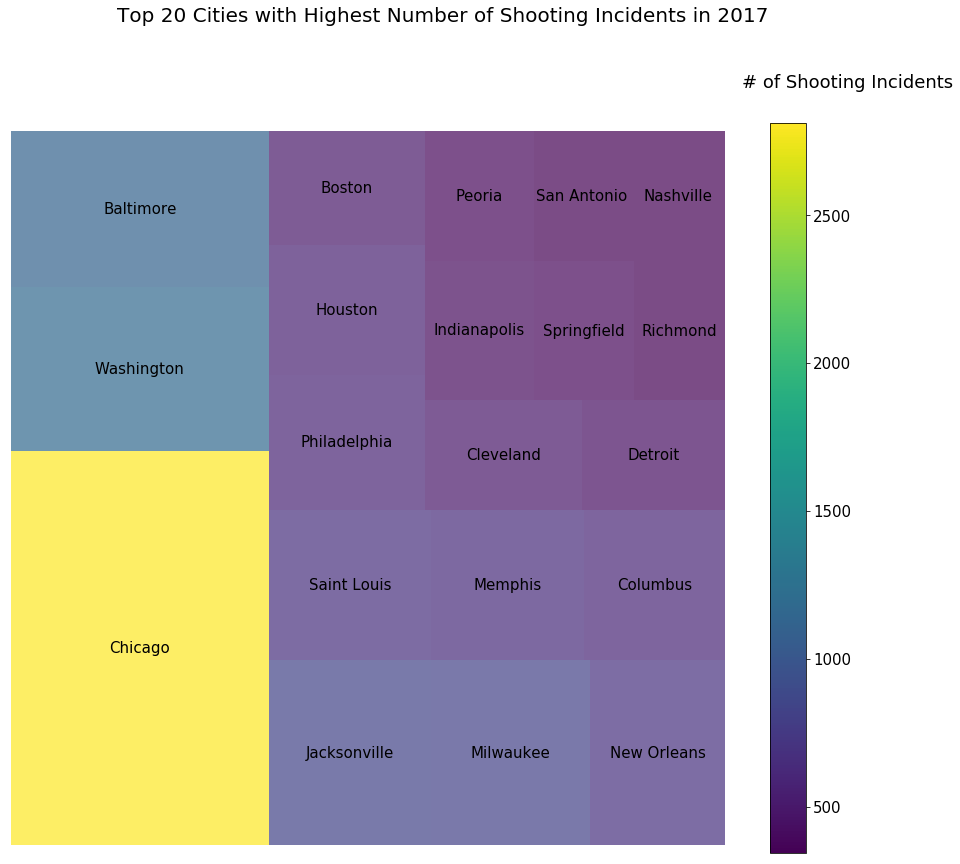 Top 20 Cities with Highest Number of Shooting Incidents in 2017
# of Shooting Incidents
Baltimore
Washington
Chicago
Boston
Houston
Philadelphia
Peoria
San Antonio
Nashville
Indianapolis
Springfield
Richmond
Cleveland
Detroit
Saint Louis
Memphis
Columbus
Jacksonville
Milwaukee
New Orleans
2500
2000
1500
1000
500